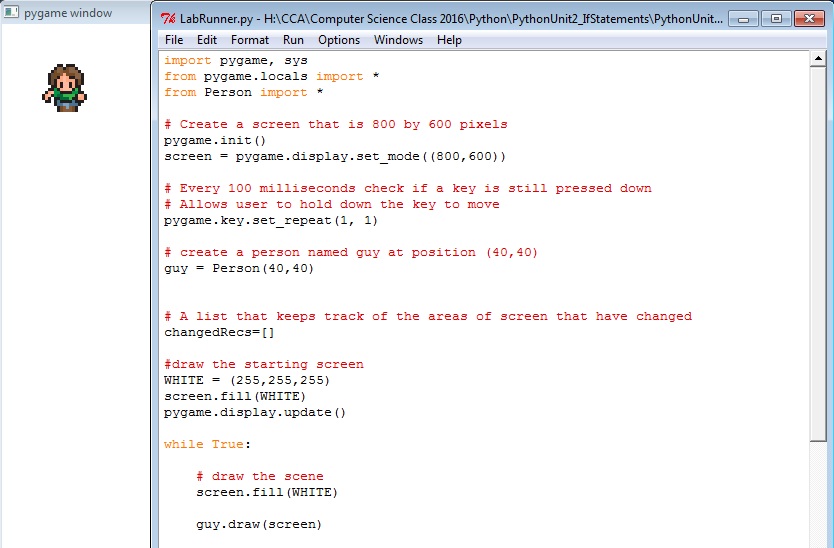 pygame window
LabRunner.py - H:\CCA\Computer Science Class 2016\Python\PythonUnit2_IfStatements\PythonUnit...
File Edit Format Run Options Windows Help
import pygame, sys
from pygame.locals import *
from Person import *
# Create a screen that is 800 by 600 pixels
pygame.init()
screen = pygame.display.set_mode((800,600))
# Every 100 milliseconds check if a key is still pressed down
# Allows user to hold down the key to move
pygame.key.set_repeat(1, 1)
# create a person named guy at position (40,40)
guy = Person(40,40)
# A list that keeps track of the areas of screen that have changed
changedRecs=[]
#draw the starting screen
WHITE = (255,255,255)
screen.fill(WHITE)
pygame.display.update()
while True:
    # draw the scene
    screen.fill(WHITE)
    guy.draw(screen)